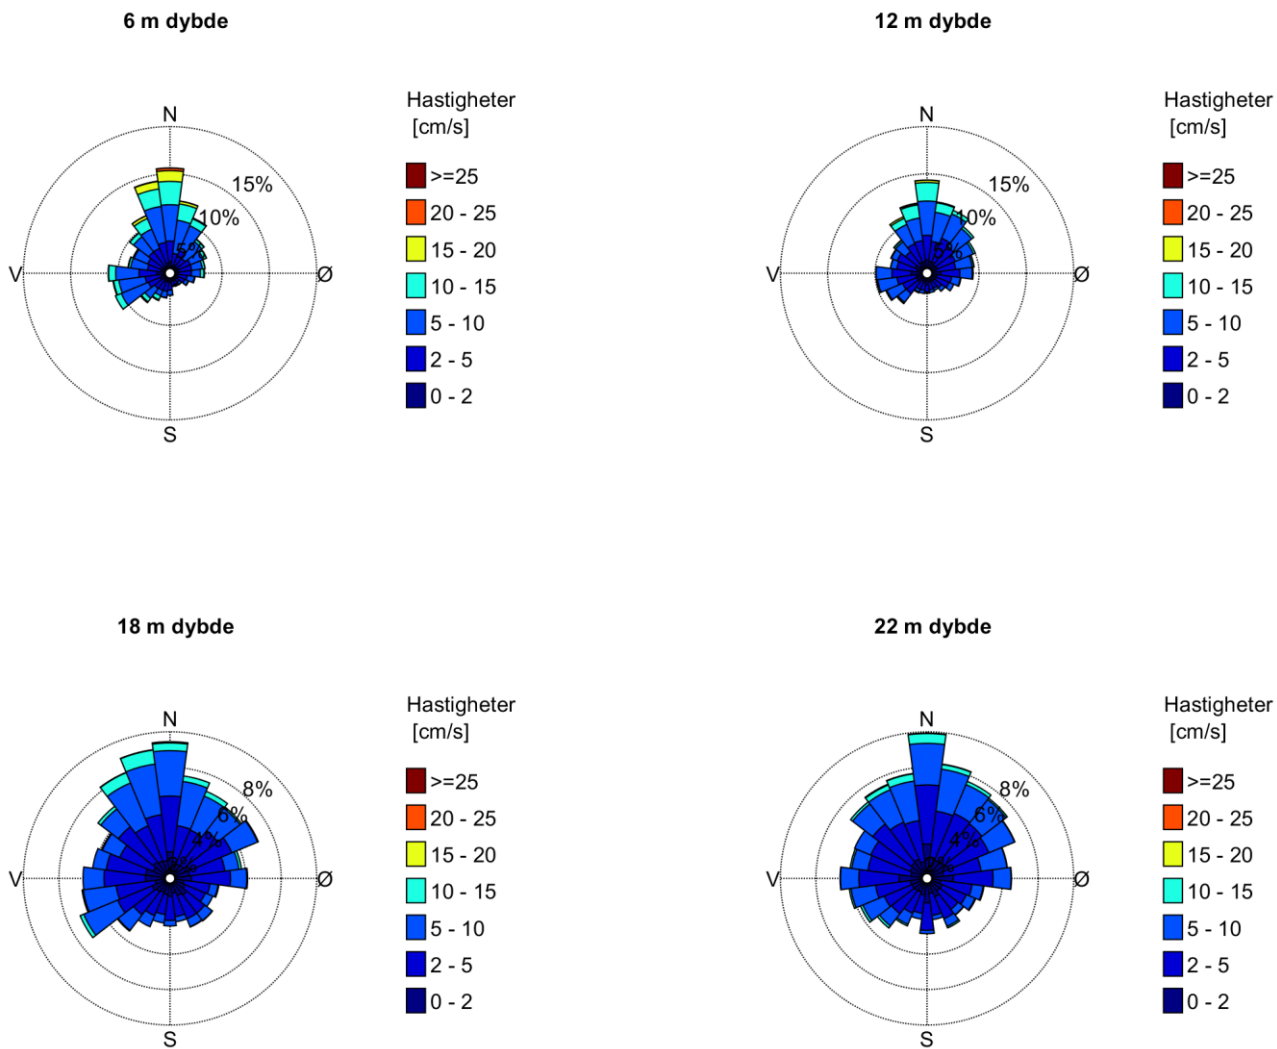 6 m dybde
N
V
Ø
S
15%
10%
5%
Hastigheter
[cm/s]
>=25
20 - 25
15 - 20
10 - 15
5 - 10
2 - 5
0 - 2
12 m dybde
N
V
Ø
S
15%
10%
5%
Hastigheter
[cm/s]
>=25
20 - 25
15 - 20
10 - 15
5 - 10
2 - 5
0 - 2
18 m dybde
N
V
Ø
S
8%
6%
4%
Hastigheter
[cm/s]
>=25
20 - 25
15 - 20
10 - 15
5 - 10
2 - 5
0 - 2
22 m dybde
N
V
Ø
S
8%
6%
4%
Hastigheter
[cm/s]
>=25
20 - 25
15 - 20
10 - 15
5 - 10
2 - 5
0 - 2